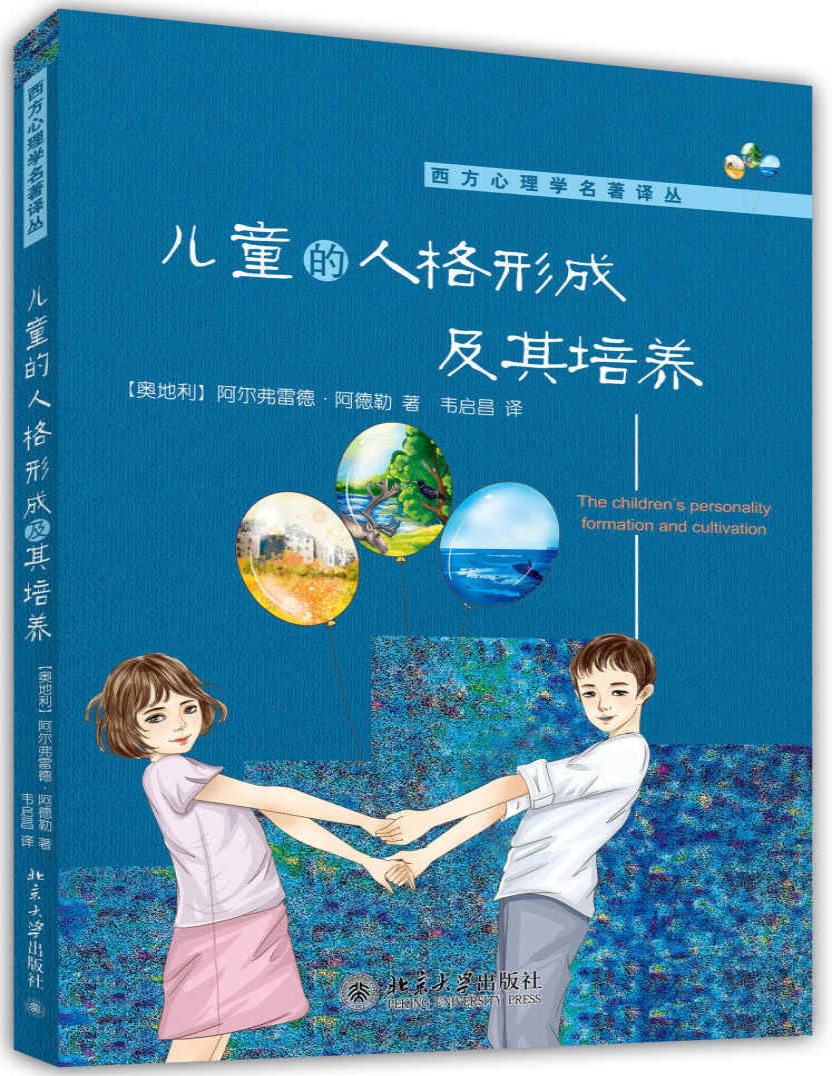 西方心理学名著译丛
儿童的人格形成
及其培养
【奥地利】阿尔弗雷德·阿德勒 著 韦启昌 译
The children's personality
formation and cultivation
北京大学出版社
PEKING UNIVERSITY PRESS
西方心理学名著译丛
儿童的人格形成及其培养
【奥地利】阿尔弗雷德·阿德勒 著
韦启昌 译
北京大学出版社